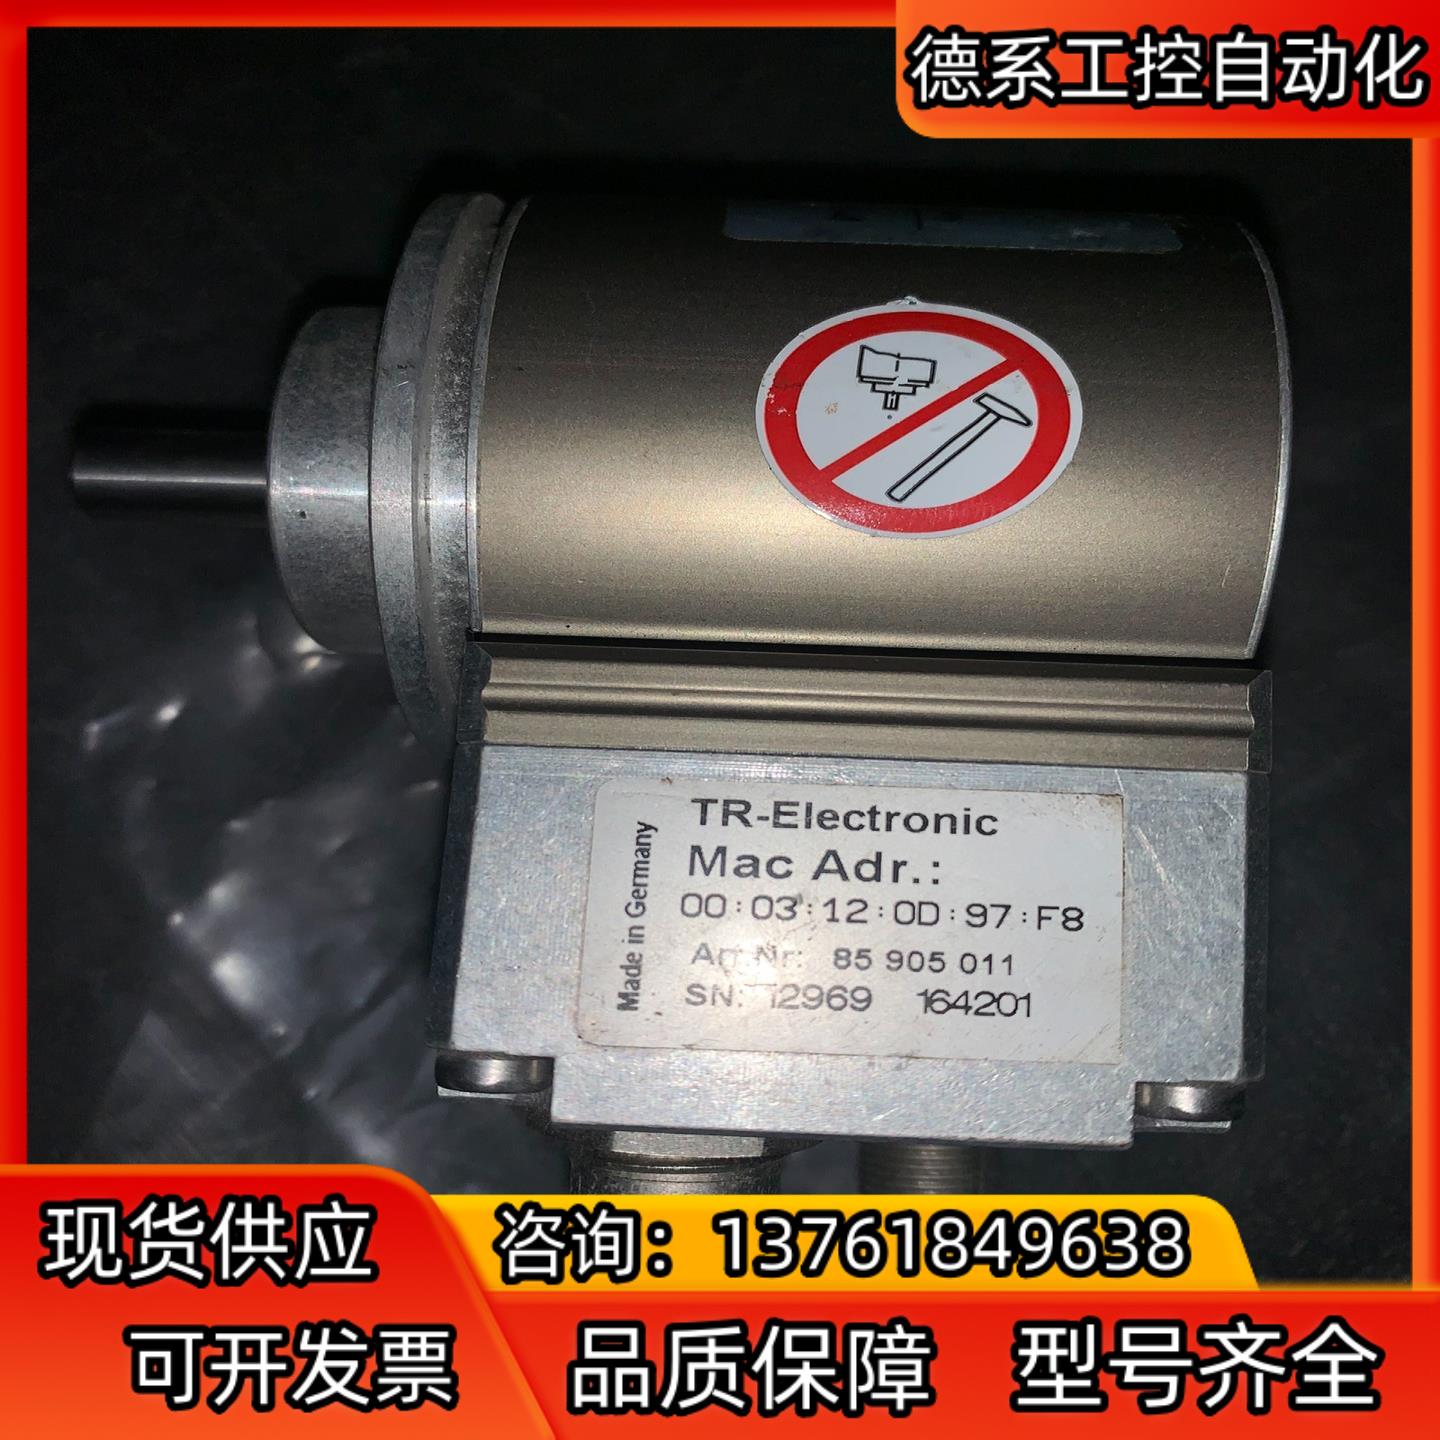 德系工控自动化
TR-Electronic
Mac Adr.:
00:03:12:0D:97:F8
Art.Nr: 85 905 011
SN: 12969 164201
Made in Germany
现货供应
咨询：13761849638
可开发票
品质保障
型号齐全